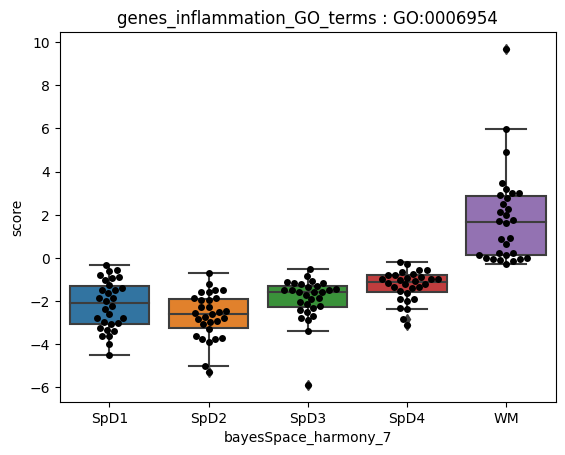 genes_inflammation_GO_terms : GO:0006954
score
10
8
6
4
2
0
−2
−4
−6
SpD1 SpD2 SpD3 SpD4 WM
bayesSpace_harmony_7